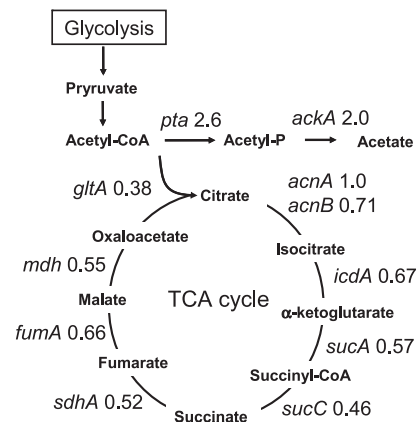 Glycolysis
Pryruvate
pta 2.6
ackA 2.0
Acetyl-CoA
Acetyl-P
Acetate
gltA 0.38
Citrate
acnA 1.0
acnB 0.71
Oxaloacetate
Isocitrate
mdh 0.55
icdA 0.67
Malate
TCA cycle
α-ketoglutarate
fumA 0.66
sucA 0.57
Fumarate
Succinyl-CoA
sdhA 0.52
sucC 0.46
Succinate